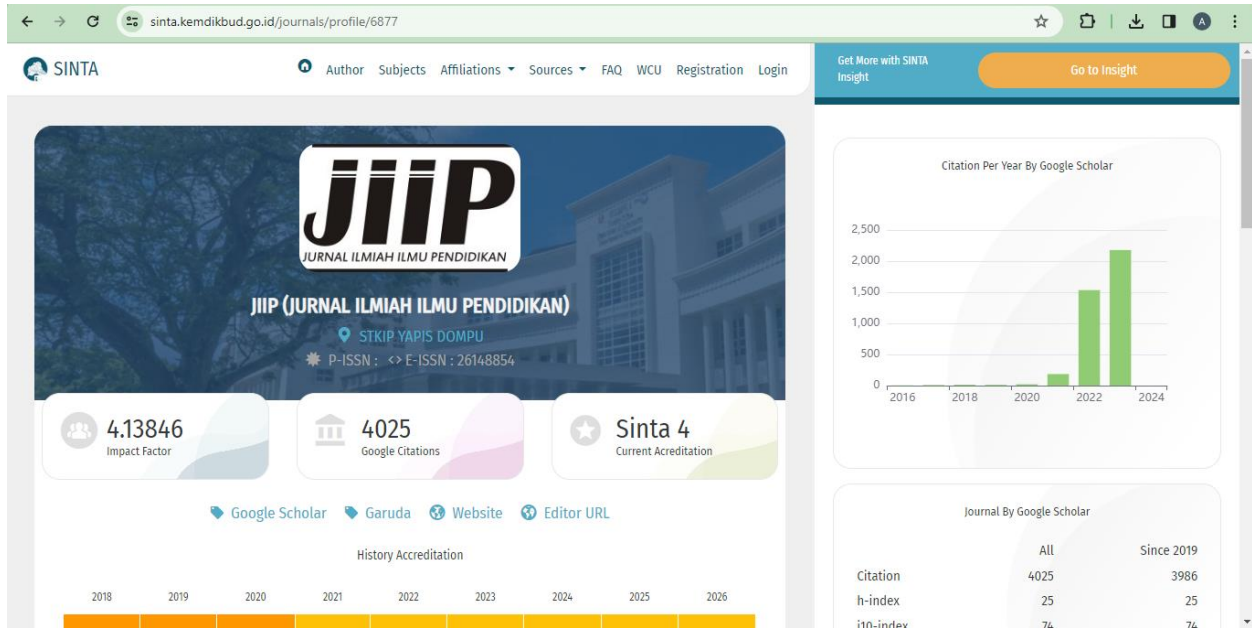 sinta.kemdikbud.go.id/journals/profile/6877
A
SINTA
Author Subjects Affiliations Sources FAQ WCU Registration Login
Get More with SINTA
Insight
Go to Insight
JIIP
JURNAL ILMIAH ILMU PENDIDIKAN
JIIP (JURNAL ILMIAH ILMU PENDIDIKAN)
STKIP YAPIS DOMPU
P-ISSN : <> E-ISSN : 26148854
4.13846
Impact Factor
4025
Google Citations
Sinta 4
Current Acreditation
Google Scholar Garuda Website Editor URL
History Accreditation
2018 2019 2020 2021 2022 2023 2024 2025 2026
Citation Per Year By Google Scholar
2,500
2,000
1,500
1,000
500
0
2016 2018 2020 2022 2024
Journal By Google Scholar
All Since 2019
Citation 4025 3986
h-index 25 25
i10-index 74 74